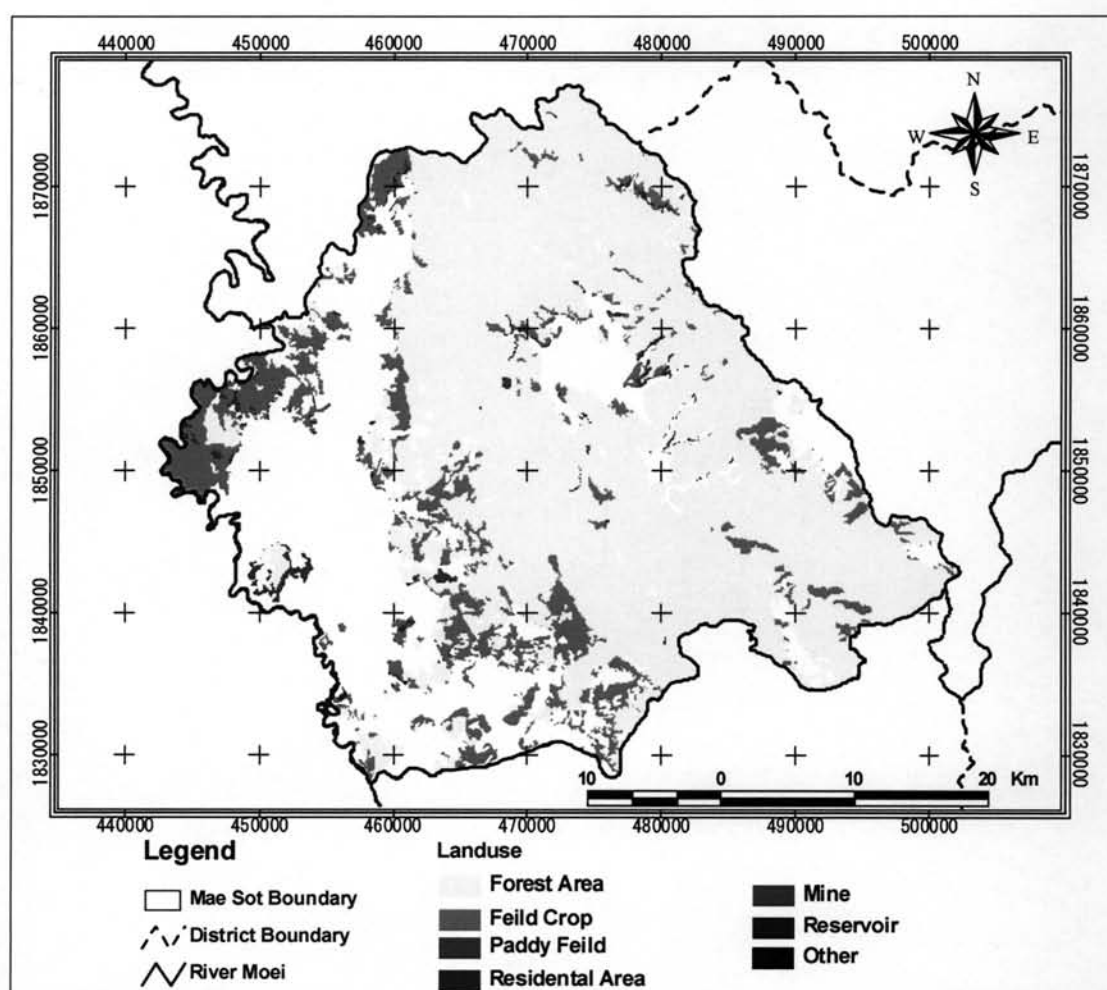 440000 450000 460000 470000 480000 490000 500000
N
W E
S
1870000 1870000
1860000 1860000
1850000 1850000
1840000 1840000
1830000 1830000
10 0 10 20 Km
440000 450000 460000 470000 480000 490000 500000
Legend
Mae Sot Boundary
District Boundary
River Moei
Landuse
Forest Area
Feild Crop
Paddy Feild
Residental Area
Mine
Reservoir
Other